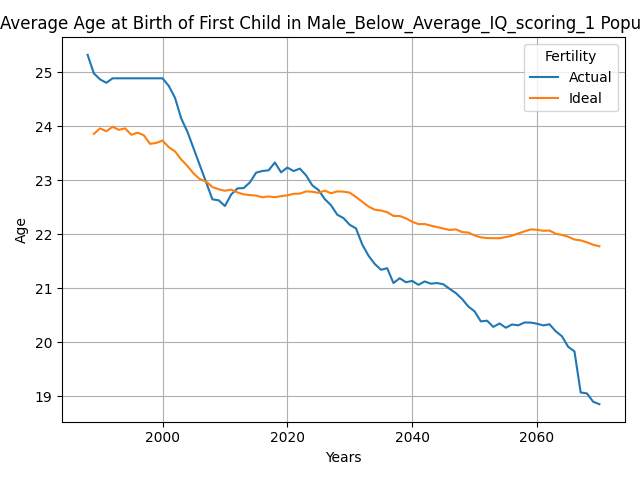 Average Age at Birth of First Child in Male_Below_Average_IQ_scoring_1 Popu
Fertility
Actual
Ideal
25
24
23
22
21
20
19
Age
2000 2020 2040 2060
Years